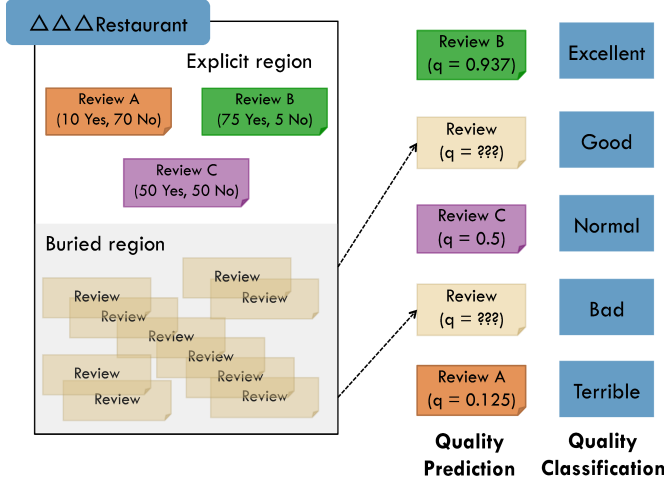 △△△Restaurant
Explicit region
Review A
(10 Yes, 70 No)
Review B
(75 Yes, 5 No)
Review C
(50 Yes, 50 No)
Buried region
Review
Review
Review
Review
Review
Review
Review
Review
Review
Review
Review B
(q = 0.937)
Excellent
Review
(q = ???)
Good
Review C
(q = 0.5)
Normal
Review
(q = ???)
Bad
Review A
(q = 0.125)
Terrible
Quality
Prediction
Quality
Classification